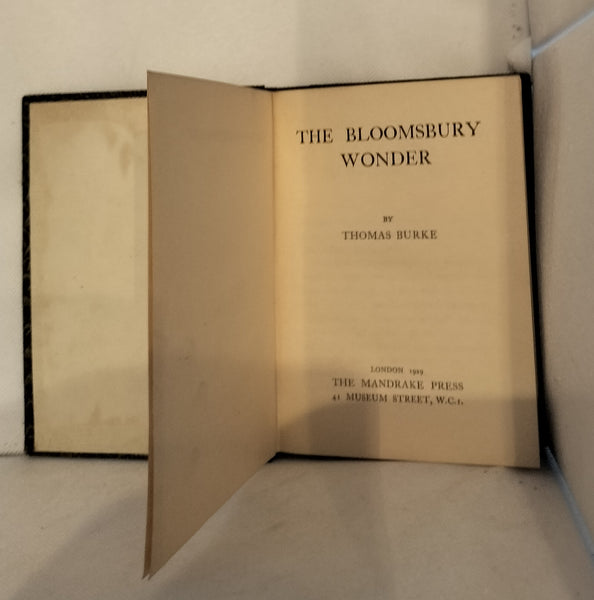 THE BLOOMSBURY
WONDER
BY
THOMAS BURKE
LONDON 1929
THE MANDRAKE PRESS
41 MUSEUM STREET, W.C.1.